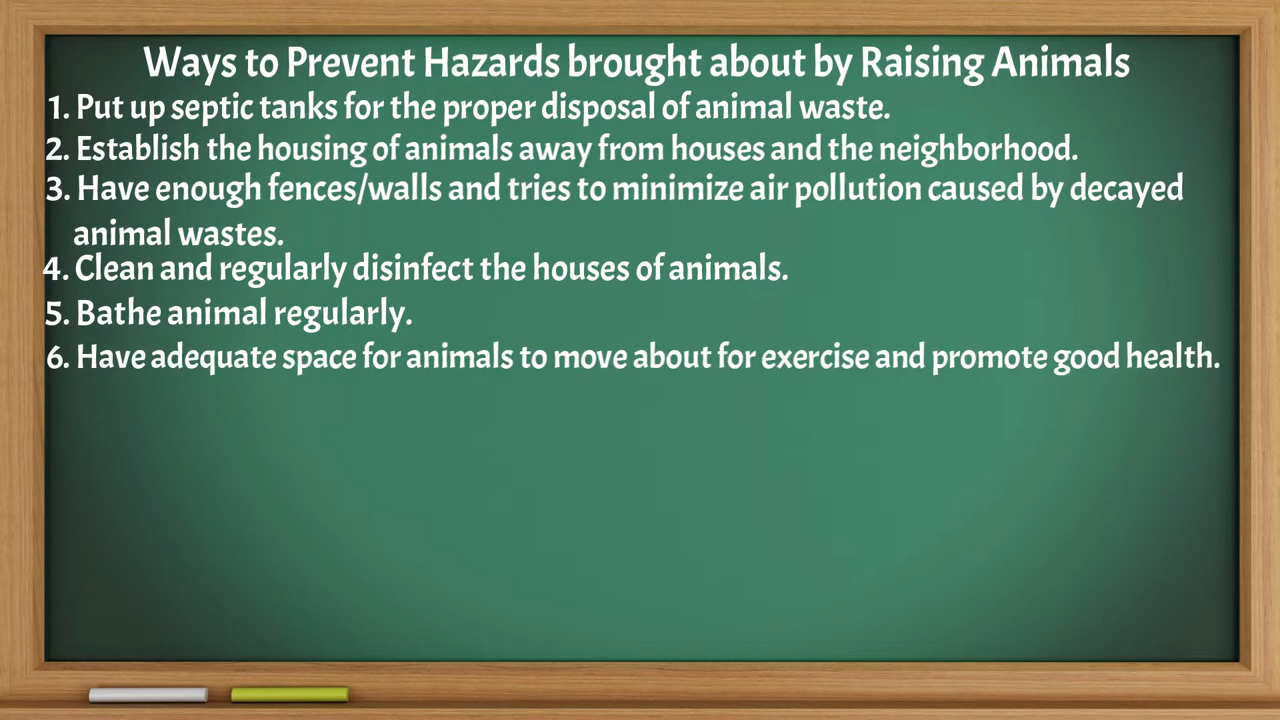 Ways to Prevent Hazards brought about by Raising Animals
1. Put up septic tanks for the proper disposal of animal waste.
2. Establish the housing of animals away from houses and the neighborhood.
3. Have enough fences/walls and tries to minimize air pollution caused by decayed
animal wastes.
4. Clean and regularly disinfect the houses of animals.
5. Bathe animal regularly.
6. Have adequate space for animals to move about for exercise and promote good health.